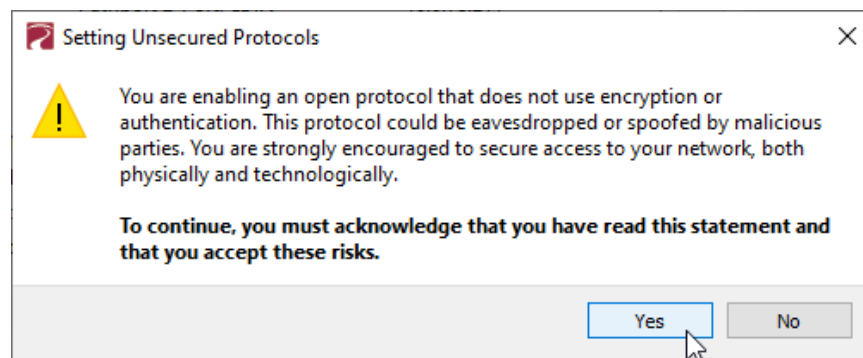 Setting Unsecured Protocols
You are enabling an open protocol that does not use encryption or
authentication. This protocol could be eavesdropped or spoofed by malicious
parties. You are strongly encouraged to secure access to your network, both
physically and technologically.
To continue, you must acknowledge that you have read this statement and
that you accept these risks.
Yes
No